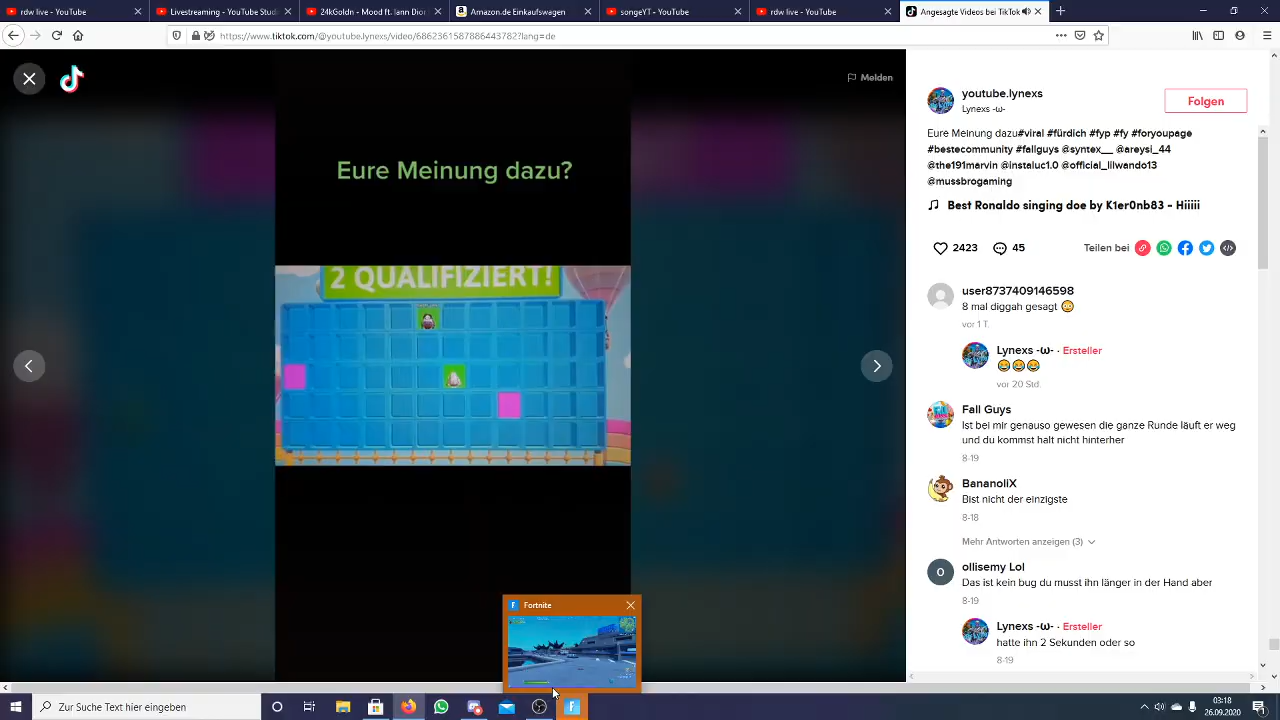 rdw live - YouTube
Livestreaming - YouTube Stud
24kGoldn - Mood ft. Iann Dior
Amazon.de Einkaufswagen
songeYT - YouTube
rdw live - YouTube
Angesagte Videos bei TikTok
https://www.tiktok.com/@youtube.lynexs/video/6862361587886443782?lang=de
Melden
Eure Meinung dazu?
2 QUALIFIZIERT!
youtube.lynexs
Lynexs -ω-
Folgen
Eure Meinung dazu#viral #fürdich #fyp #fy #foryoupage
#bestecommunity #fallguys @syntex__ @areysi_44
@the191marvin @instaluc1.0 @official_lilwando13
@mussbrogaming
Best Ronaldo singing doe by K1er0nb83 - Hiiiii
2423
45
Teilen bei
user8737409146598
8 mal diggah gesagt 😳
vor 1 T.
Lynexs -ω- · Ersteller
😂😂😂
vor 20 Std.
Fall Guys
Ist bei mir genauso gewesen die ganze Runde läuft er weg
und du kommst halt nicht hinterher
8-19
BananoliX
Bist nicht der einzigste
8-18
Mehr Antworten anzeigen (3)
O
ollisemy Lol
Das ist kein bug du musst ihn länger in der Hand aber
8-19
Lynexs -ω- · Ersteller
hatte ihn 2 Sekunden oder so
8-19
Fortnite
Zur Suche Text hier eingeben
03:18
26.09.2020